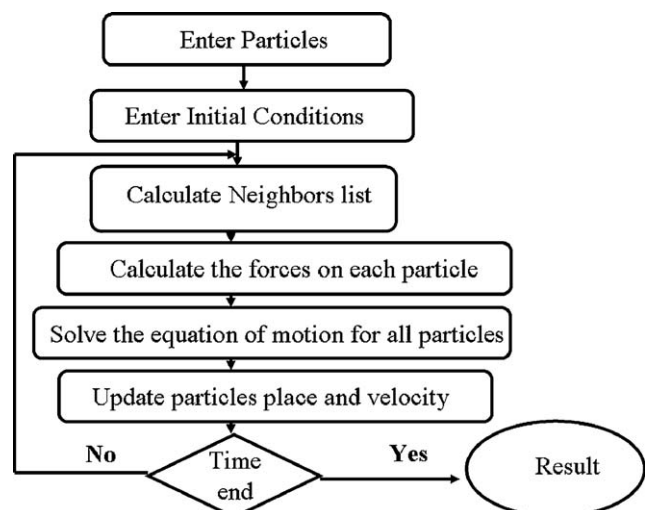 Enter Particles
Enter Initial Conditions
Calculate Neighbors list
Calculate the forces on each particle
Solve the equation of motion for all particles
Update particles place and velocity
No
Time
end
Yes
Result